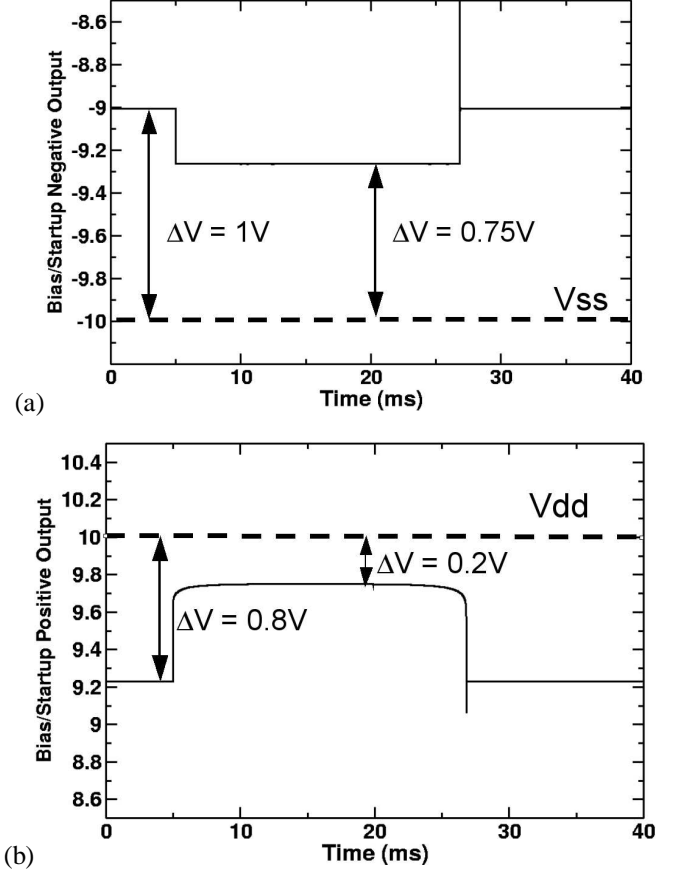 -8.6
-8.8
-9
-9.2
-9.4
-9.6
-9.8
-10
Bias/Startup Negative Output
ΔV = 1V
ΔV = 0.75V
Vss
0 10 20 30 40
Time (ms)
(a)
10.4
10.2
10
9.8
9.6
9.4
9.2
9
8.8
8.6
Bias/Startup Positive Output
Vdd
ΔV = 0.2V
ΔV = 0.8V
0 10 20 30 40
Time (ms)
(b)